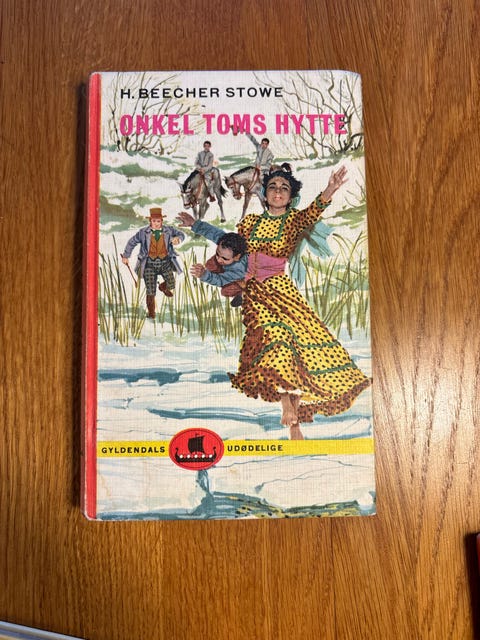 H. BEECHER STOWE
ONKEL TOMS HYTTE
GYLDENDALS UDØDELIGE